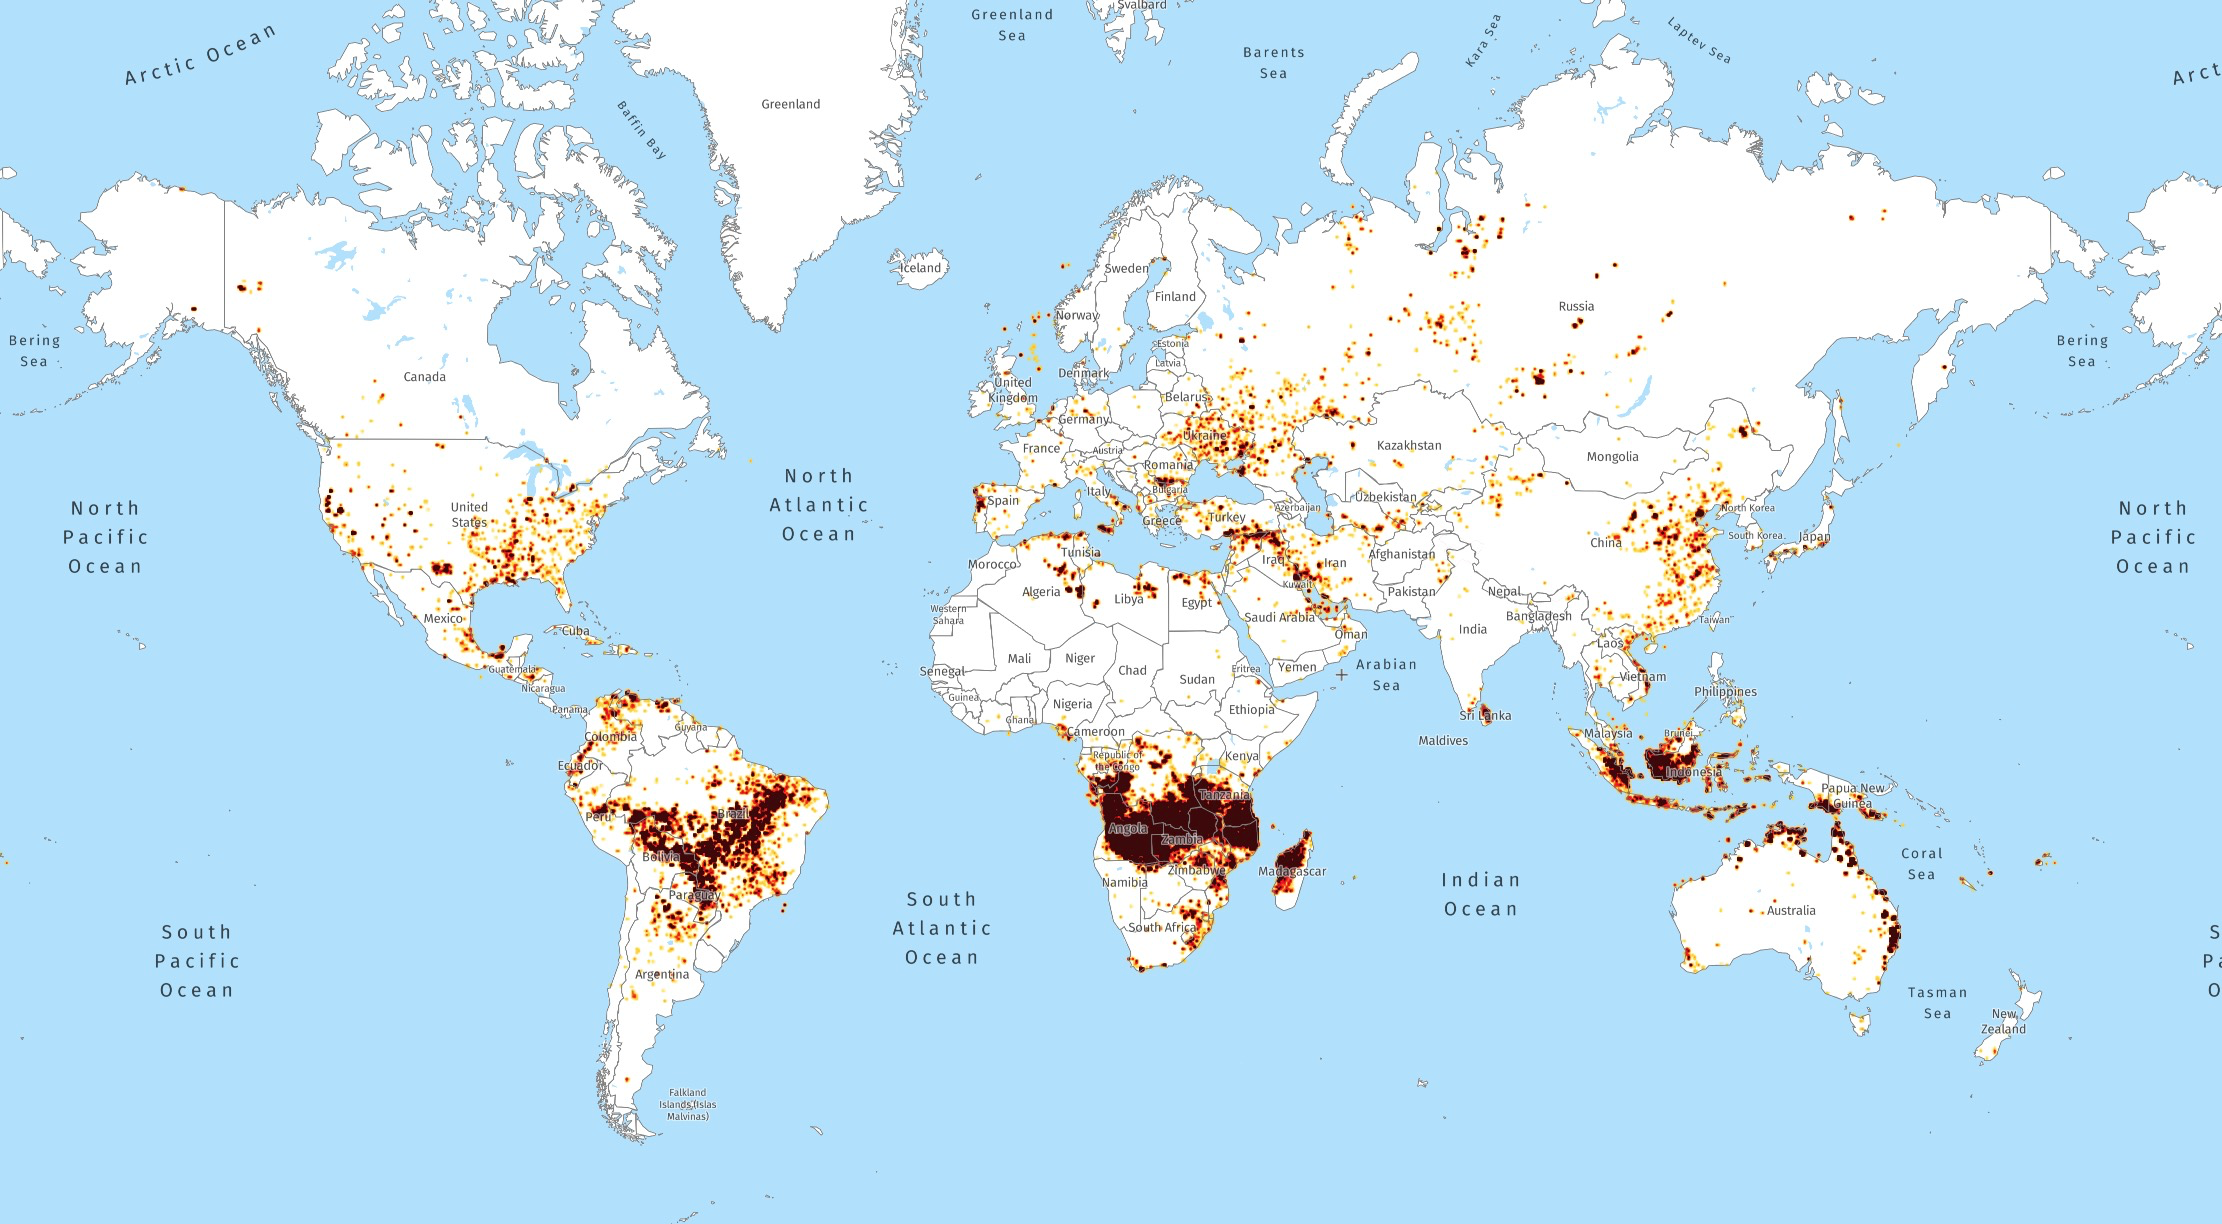 Svalbard
Greenland
Sea
Barents
Sea
Kara Sea
Laptev Sea
Arctic Ocean
Arct
Baffin Bay
Greenland
Iceland
Sweden
Finland
Norway
Russia
Bering
Sea
Bering
Sea
Estonia
Latvia
Denmark
United
Kingdom
Canada
Belarus
Germany
Ukraine
France
Austria
Kazakhstan
Mongolia
Romania
North
Atlantic
Ocean
Bulgaria
Italy
Spain
Uzbekistan
North
Pacific
Ocean
United
States
Azerbaijan
North Korea
North
Pacific
Ocean
Greece
Turkey
South Korea
Japan
China
Tunisia
Afghanistan
Morocco
Iraq
Iran
Kuwait
Algeria
Libya
Egypt
Pakistan
Nepal
Western
Sahara
Saudi Arabia
Bangladesh
Mexico
Taiwan
Cuba
India
Oman
Laos
Mali
Niger
Chad
Arabian
Sea
Guatemala
Senegal
Eritrea
Yemen
Sudan
Vietnam
Nicaragua
Philippines
Guinea
Nigeria
Ethiopia
Panama
Sri Lanka
Ghana
Guyana
Cameroon
Colombia
Malaysia
Brunei
Maldives
Republic of
the Congo
Kenya
Ecuador
Indonesia
Papua New
Guinea
Tanzania
Peru
Brazil
Angola
Zambia
Bolivia
Coral
Sea
Zimbabwe
Madagascar
Namibia
Indian
Ocean
Paraguay
South
Atlantic
Ocean
Australia
South Africa
South
Pacific
Ocean
S
Pa
O
Argentina
Tasman
Sea
New
Zealand
Falkland
Islands (Islas
Malvinas)